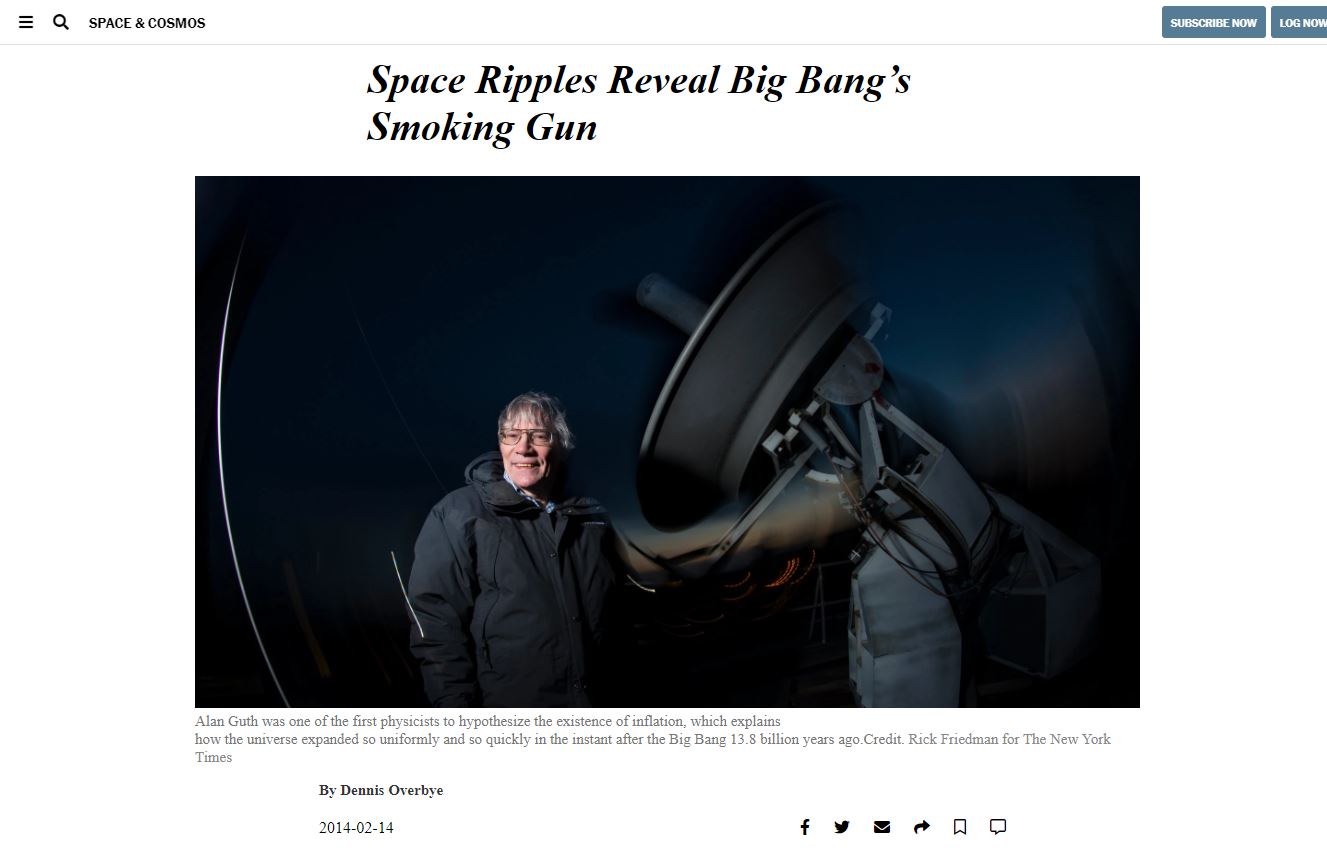 SPACE & COSMOS
SUBSCRIBE NOW
LOG NOW
Space Ripples Reveal Big Bang’s
Smoking Gun
Alan Guth was one of the first physicists to hypothesize the existence of inflation, which explains
how the universe expanded so uniformly and so quickly in the instant after the Big Bang 13.8 billion years ago.Credit. Rick Friedman for The New York
Times
By Dennis Overbye
2014-02-14